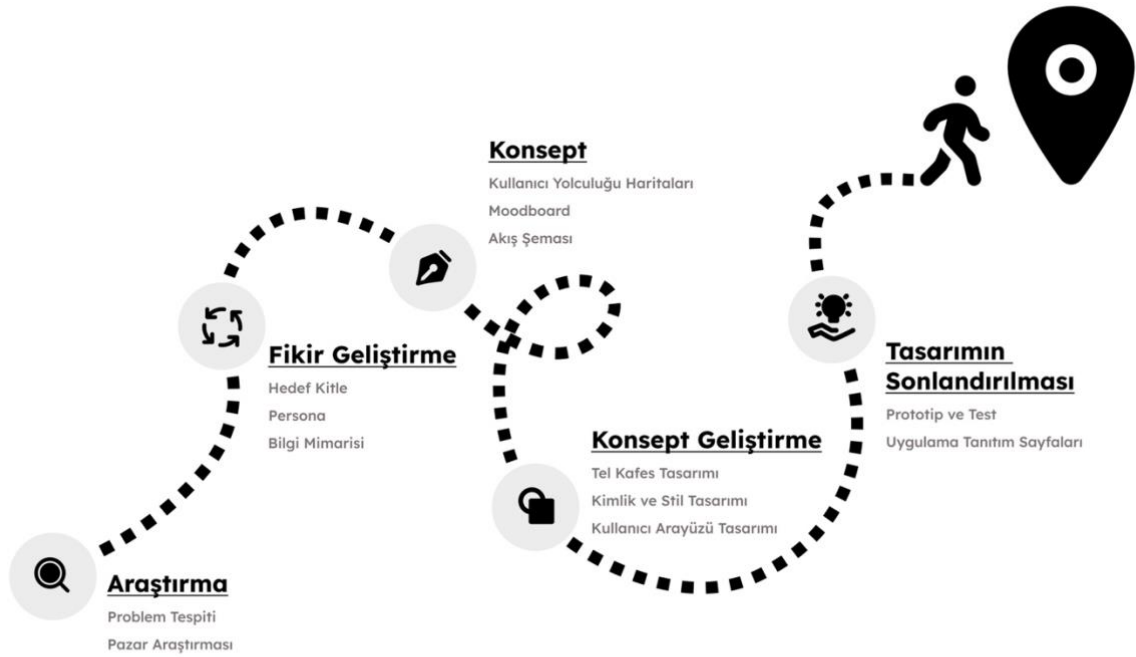 Konsept
Kullanıcı Yolculuğu Haritaları
Moodboard
Akış Şeması
Fikir Geliştirme
Hedef Kitle
Persona
Bilgi Mimarisi
Tasarımın
Sonlandırılması
Prototip ve Test
Uygulama Tanıtım Sayfaları
Konsept Geliştirme
Tel Kafes Tasarımı
Kimlik ve Stil Tasarımı
Kullanıcı Arayüzü Tasarımı
Araştırma
Problem Tespiti
Pazar Araştırması